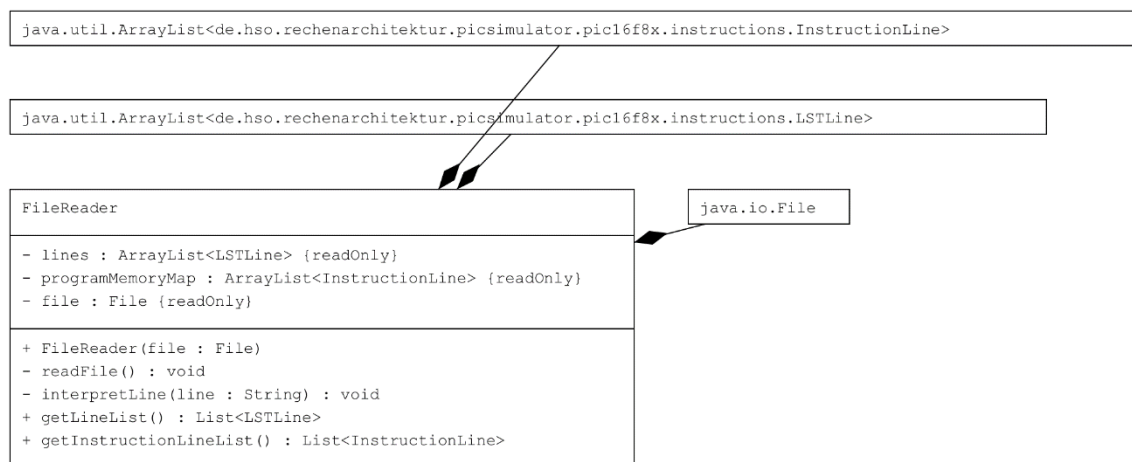 java.util.ArrayList<de.hso.rechenarchitektur.picsimulator.pic16f8x.instructions.InstructionLine>
java.util.ArrayList<de.hso.rechenarchitektur.picsimulator.pic16f8x.instructions.LSTLine>
FileReader
java.io.File
- lines : ArrayList<LSTLine> {readOnly}
- programMemoryMap : ArrayList<InstructionLine> {readOnly}
- file : File {readOnly}
+ FileReader(file : File)
- readFile() : void
- interpretLine(line : String) : void
+ getLineList() : List<LSTLine>
+ getInstructionLineList() : List<InstructionLine>